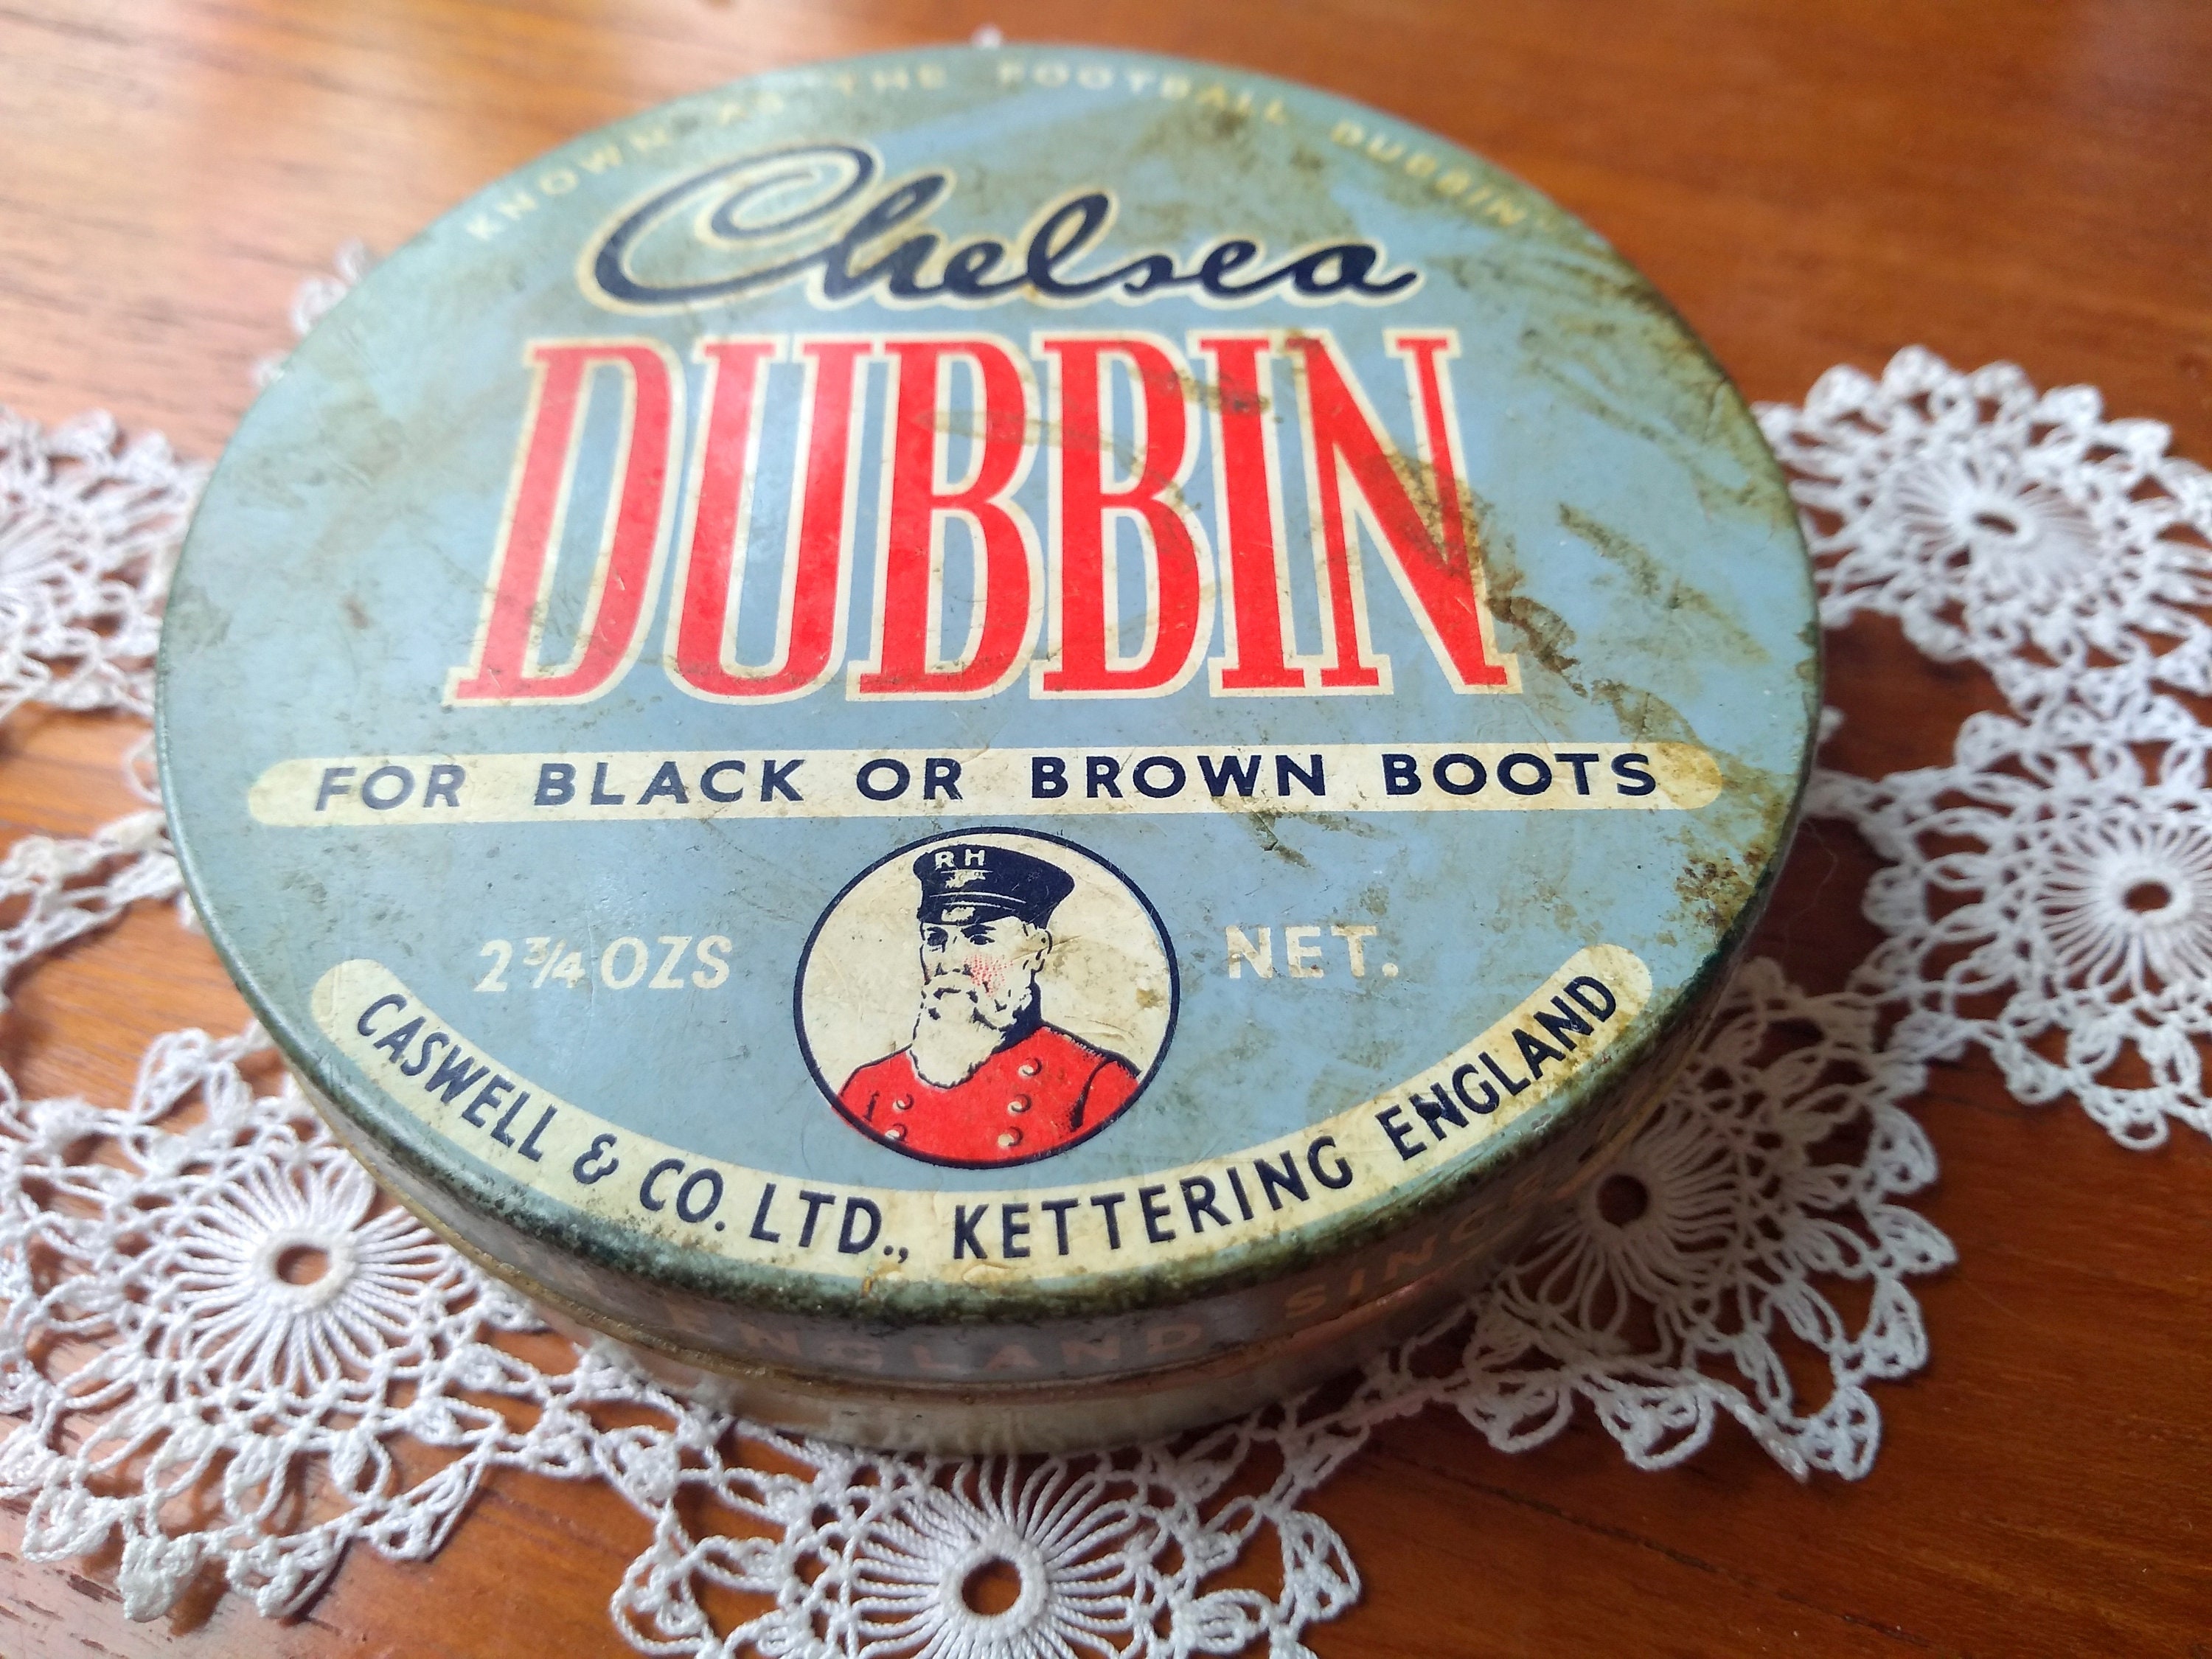 KNOWN AS THE FOOTBALL DUBBIN
Chelsea
DUBBIN
FOR BLACK OR BROWN BOOTS
RH
2¾ OZS NET.
CASWELL & CO. LTD., KETTERING ENGLAND
ENGLAND SINCE